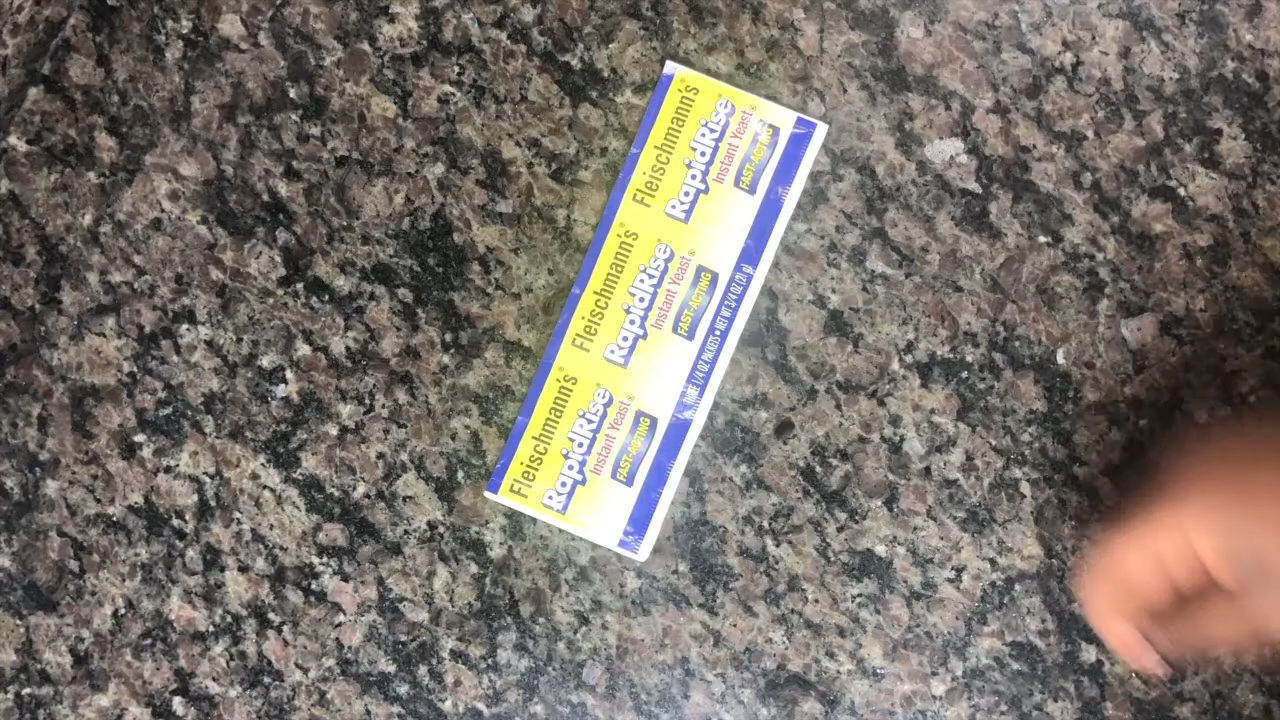 Fleischmann's®
RapidRise®
Instant Yeast®
FAST-ACTING
Fleischmann's®
RapidRise®
Instant Yeast®
FAST-ACTING
Fleischmann's®
RapidRise®
Instant Yeast®
FAST-ACTING
THREE 1/4 OZ PACKETS • NET WT 3/4 OZ (21 g)